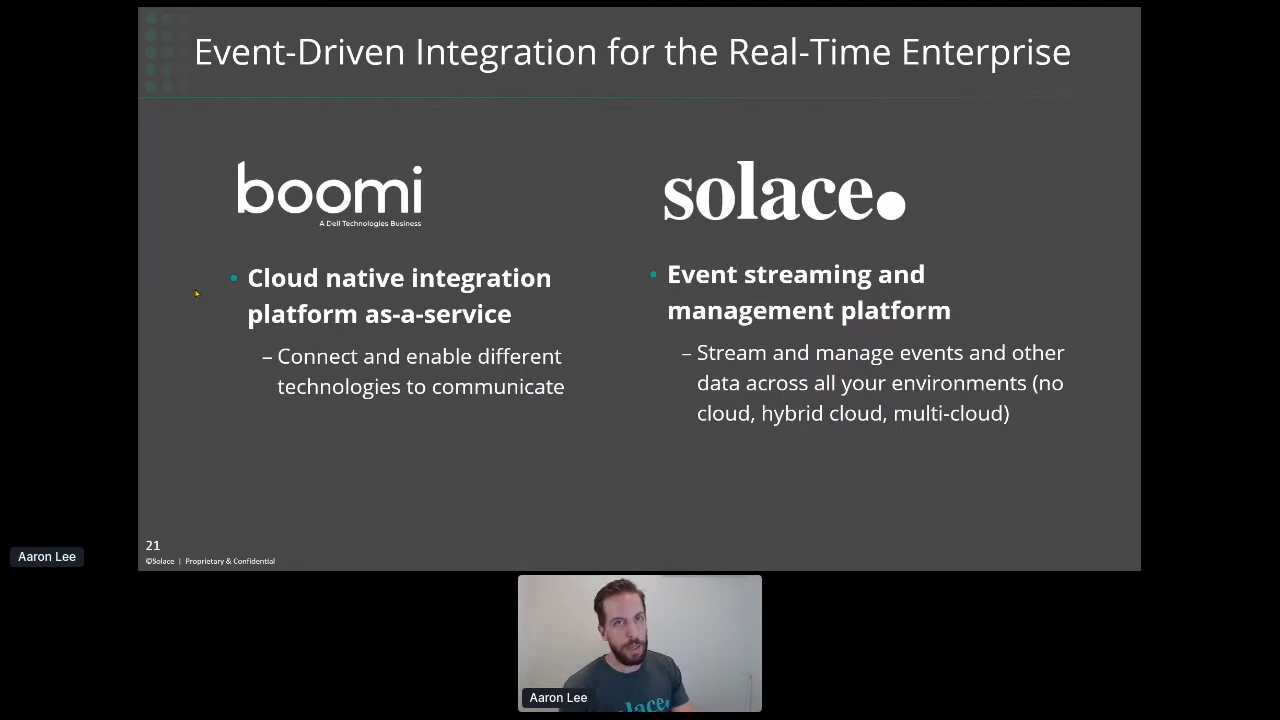 Event-Driven Integration for the Real-Time Enterprise
boomi
A Dell Technologies Business
• Cloud native integration
platform as-a-service
– Connect and enable different
technologies to communicate
solace.
• Event streaming and
management platform
– Stream and manage events and other
data across all your environments (no
cloud, hybrid cloud, multi-cloud)
21
©Solace | Proprietary & Confidential
Aaron Lee
Aaron Lee
solace.